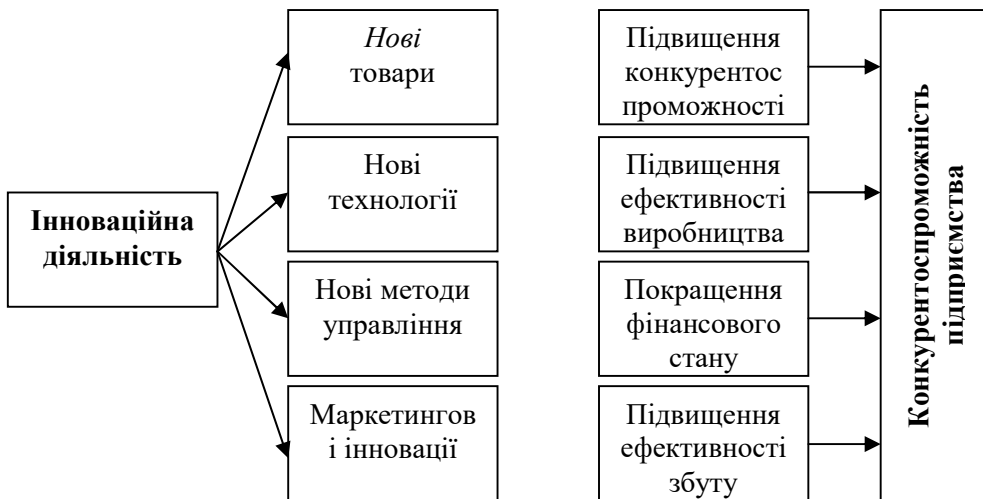 Інноваційна
діяльність
Нові
товари
Нові
технології
Нові методи
управління
Маркетингов
і інновації
Підвищення
конкурентос
проможності
Підвищення
ефективності
виробництва
Покращення
фінансового
стану
Підвищення
ефективності
збуту
Конкурентоспроможність
підприємства